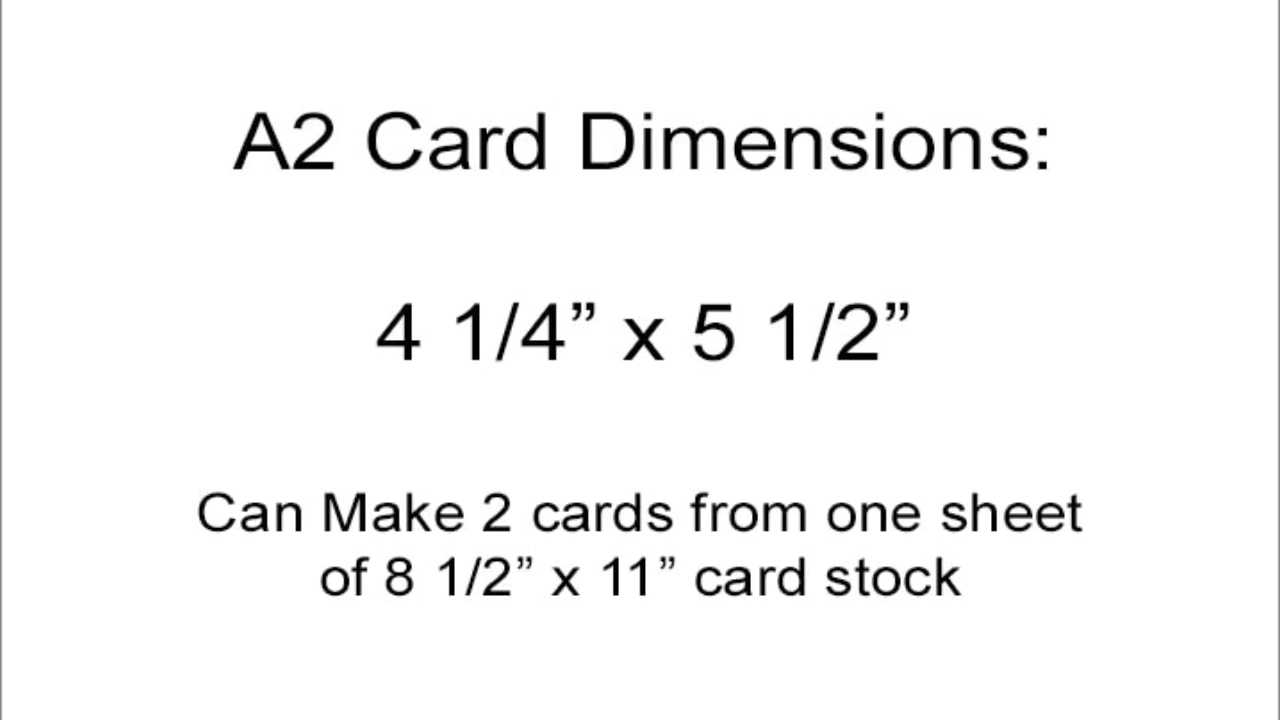 A2 Card Dimensions:
4 1/4” x 5 1/2”
Can Make 2 cards from one sheet
of 8 1/2” x 11” card stock